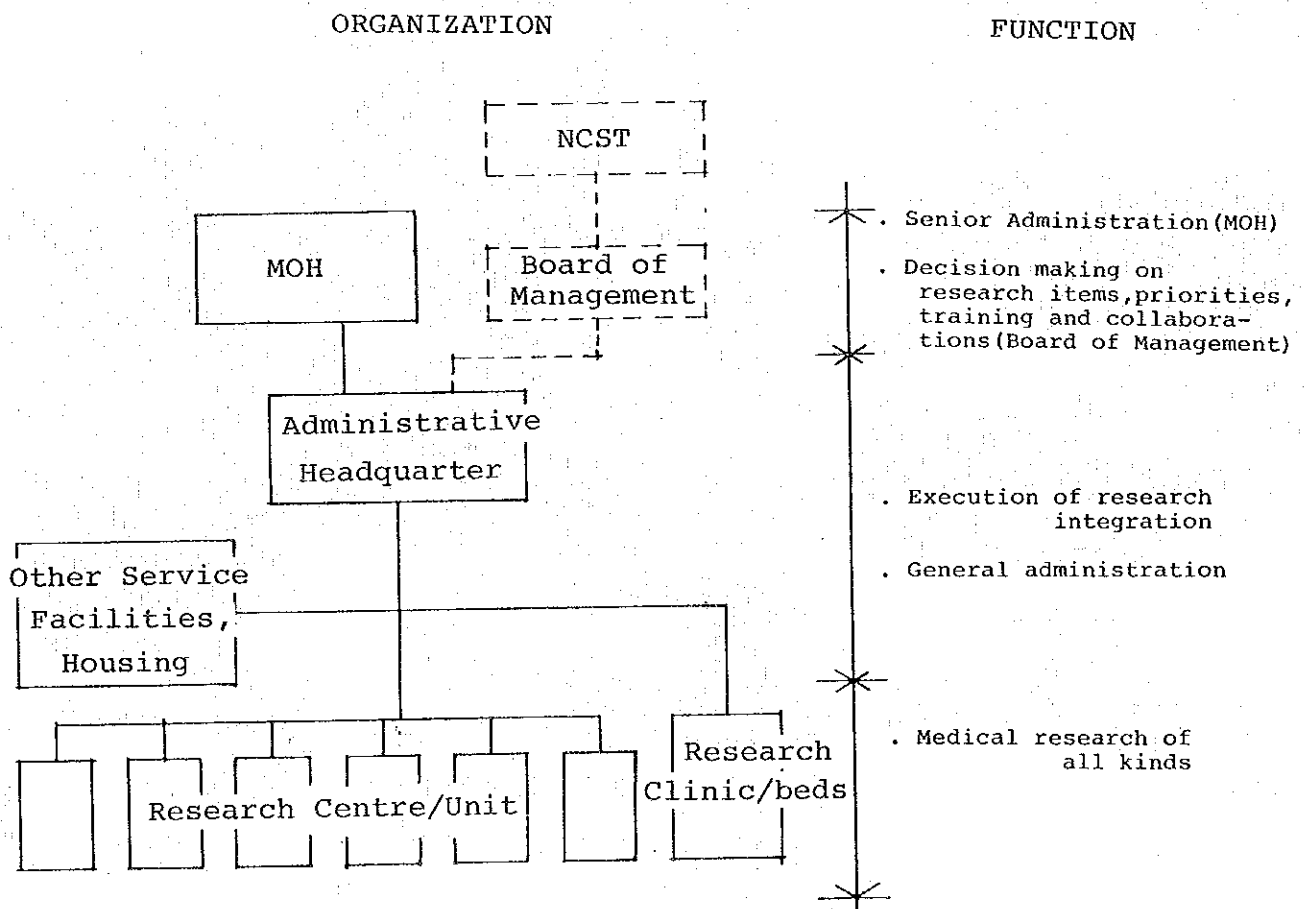 ORGANIZATION
FUNCTION
NCST
MOH
Board of
Management
. Senior Administration(MOH)
. Decision making on
research items,priorities,
training and collabora-
tions(Board of Management)
Administrative
Headquarter
. Execution of research
integration
. General administration
Other Service
Facilities,
Housing
Research Centre/Unit
Research
Clinic/beds
. Medical research of
all kinds